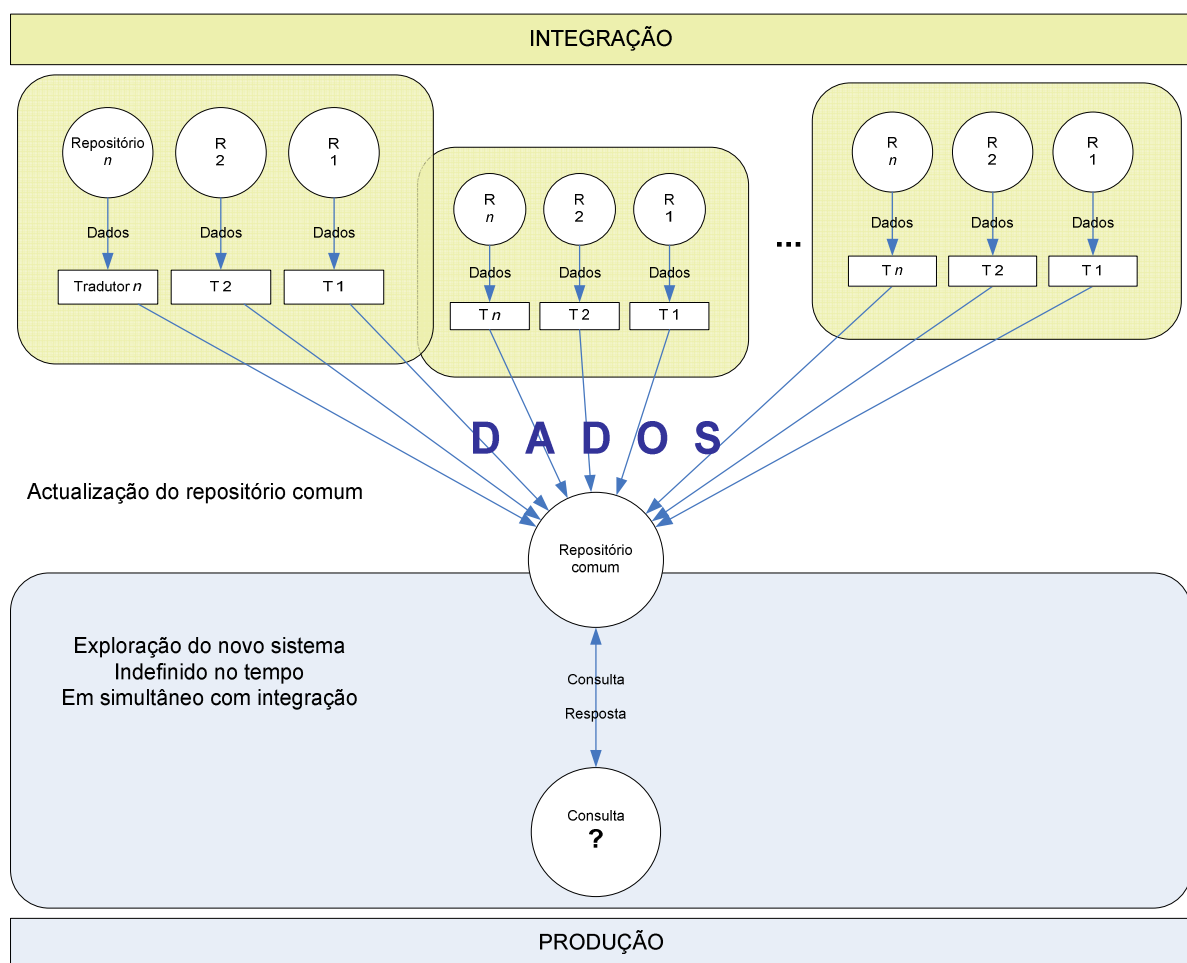 INTEGRAÇÃO
Repositório
n
R
2
R
1
Dados
Dados
Dados
Tradutor n
T 2
T 1
R
n
R
2
R
1
Dados
Dados
Dados
T n
T 2
T 1
...
R
n
R
2
R
1
Dados
Dados
Dados
T n
T 2
T 1
D A D O S
Actualização do repositório comum
Repositório
comum
Exploração do novo sistema
Indefinido no tempo
Em simultâneo com integração
Consulta
Resposta
Consulta
?
PRODUÇÃO